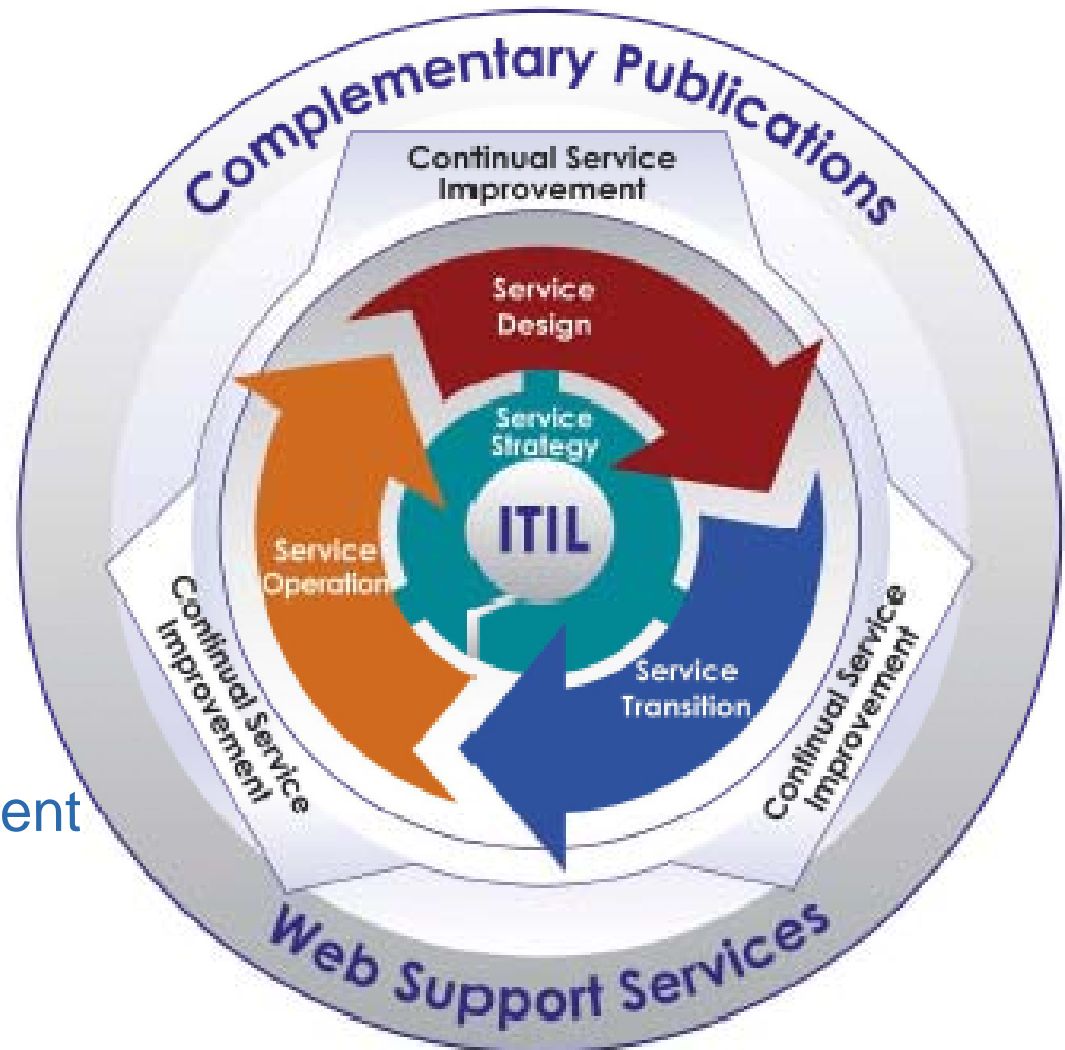 Complementary Publications
Continual Service
Improvement
Service
Design
Service
Strategy
ITIL
Service
Operation
Service
Transition
Continual Service
Improvement
Continual Service
Improvement
ent
Web Support Services